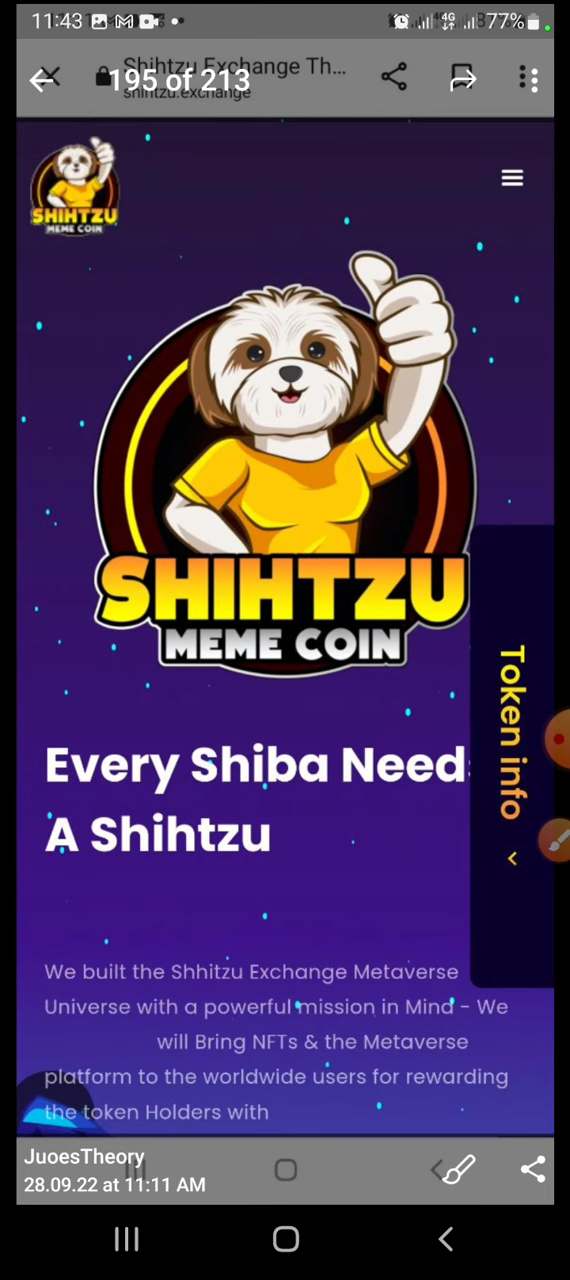 11:43
4G
77%
Shihtzu Exchange Th...
195 of 213
shihtzu.exchange
SHIHTZU
MEME COIN
SHIHTZU
MEME COIN
Token info
Every Shiba Need
A Shihtzu
We built the Shhitzu Exchange Metaverse
Universe with a powerful mission in Mind - We
will Bring NFTs & the Metaverse
platform to the worldwide users for rewarding
the token Holders with
JuoesTheory
28.09.22 at 11:11 AM